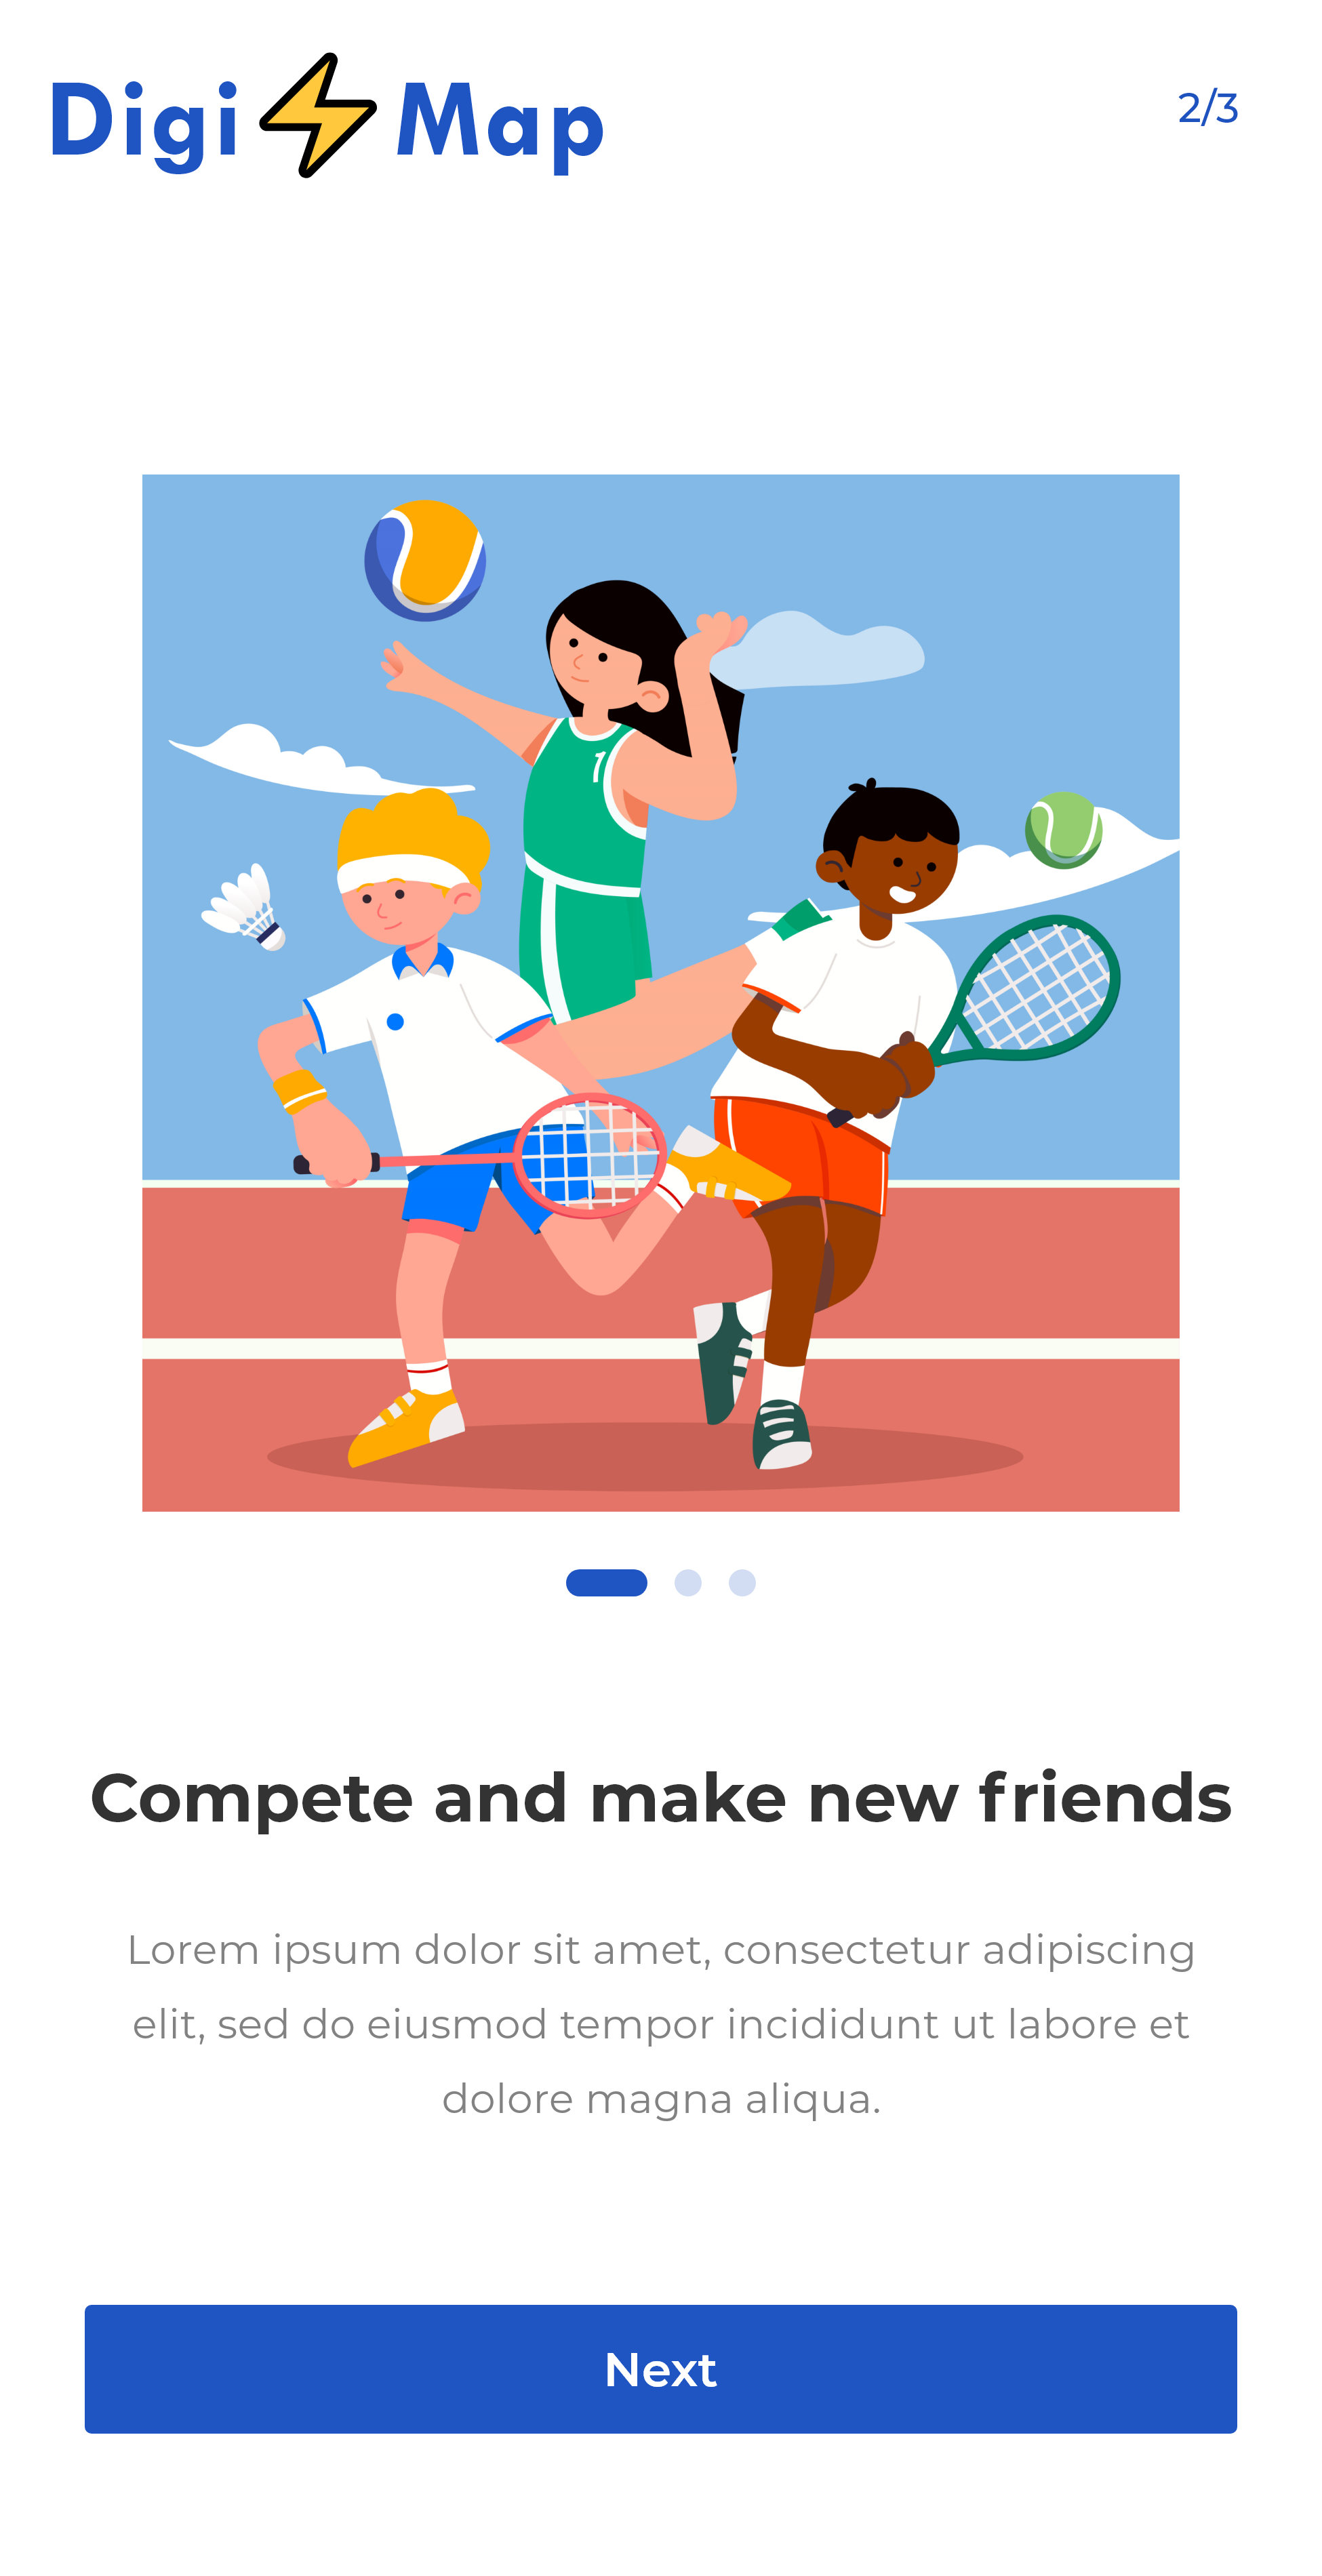 Digi Map
2/3
1
Compete and make new friends
Lorem ipsum dolor sit amet, consectetur adipiscing
elit, sed do eiusmod tempor incididunt ut labore et
dolore magna aliqua.
Next